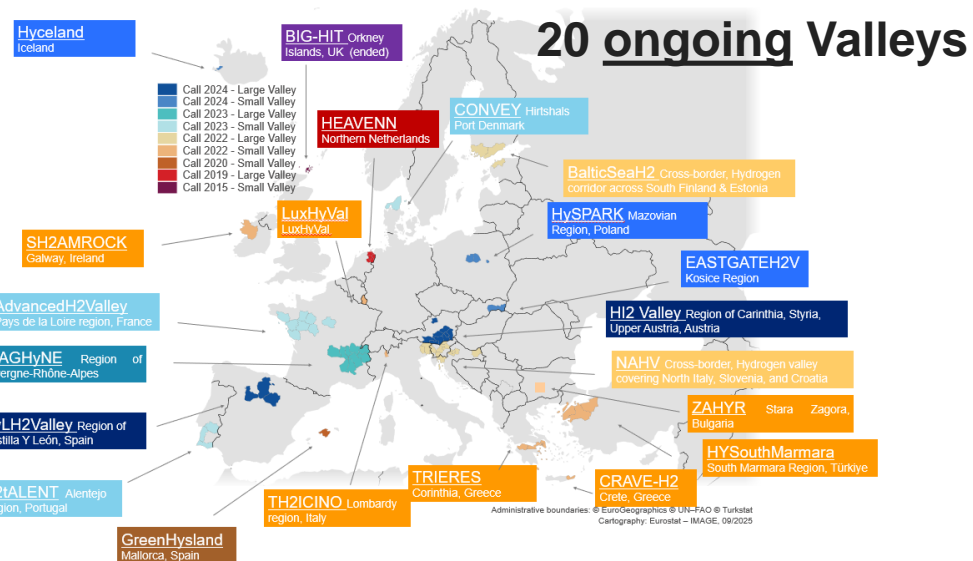 20 ongoing Valleys
Hyceland
Iceland
BIG-HIT Orkney
Islands, UK (ended)
Call 2024 - Large Valley
Call 2024 - Small Valley
Call 2023 - Large Valley
Call 2023 - Small Valley
Call 2022 - Large Valley
Call 2022 - Small Valley
Call 2020 - Small Valley
Call 2019 - Large Valley
Call 2015 - Small Valley
HEAVENN
Northern Netherlands
CONVEY Hirtshals
Port Denmark
BalticSeaH2 Cross-border, Hydrogen
corridor across South Finland & Estonia
LuxHyVal
LuxHyVal
HySPARK Mazovian
Region, Poland
SH2AMROCK
Galway, Ireland
EASTGATEH2V
Kosice Region
AdvancedH2Valley
Pays de la Loire region, France
HI2 Valley Region of Carinthia, Styria,
Upper Austria, Austria
AGHyNE Region of
vergne-Rhône-Alpes
NAHV Cross-border, Hydrogen valley
covering North Italy, Slovenia, and Croatia
LH2Valley Region of
stilla Y León, Spain
ZAHYR Stara Zagora,
Bulgaria
HYSouthMarmara
South Marmara Region, Türkiye
tALENT Alentejo
gion, Portugal
TRIERES
Corinthia, Greece
CRAVE-H2
Crete, Greece
TH2ICINO Lombardy
region, Italy
GreenHysland
Mallorca, Spain
Administrative boundaries: © EuroGeographics © UN–FAO © Turkstat
Cartography: Eurostat – IMAGE, 09/2025